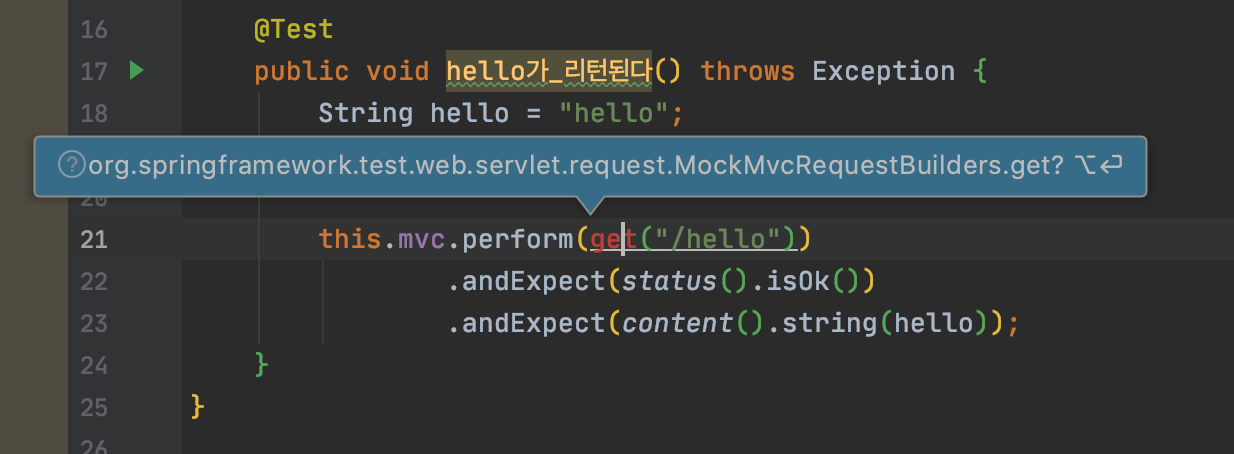 16 @Test
17 public void hello가_리턴된다() throws Exception {
18 String hello = "hello";
org.springframework.test.web.servlet.request.MockMvcRequestBuilders.get? ⌥⏎
20
21 this.mvc.perform(get("/hello"))
22 .andExpect(status().isOk())
23 .andExpect(content().string(hello));
24 }
25 }
26